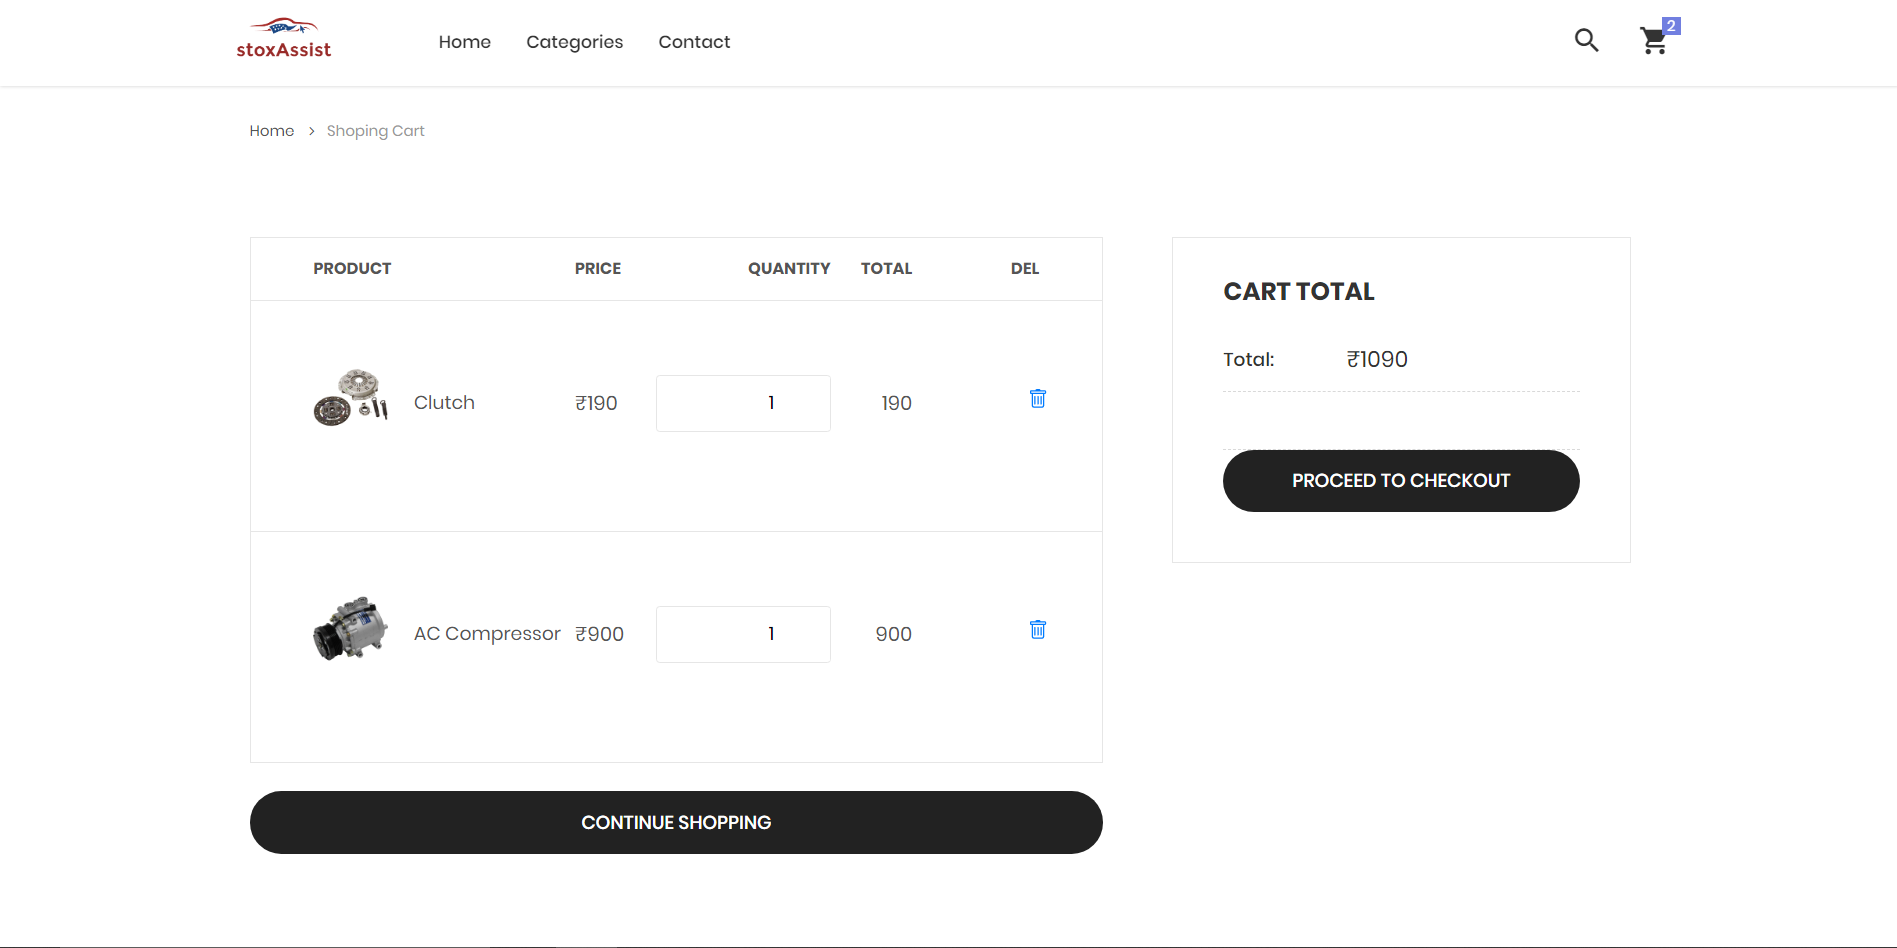 stoxAssist
Home Categories Contact
2
Home > Shoping Cart
PRODUCT PRICE QUANTITY TOTAL DEL
Clutch ₹190 1 190
AC Compressor ₹900 1 900
CONTINUE SHOPPING
CART TOTAL
Total: ₹1090
PROCEED TO CHECKOUT